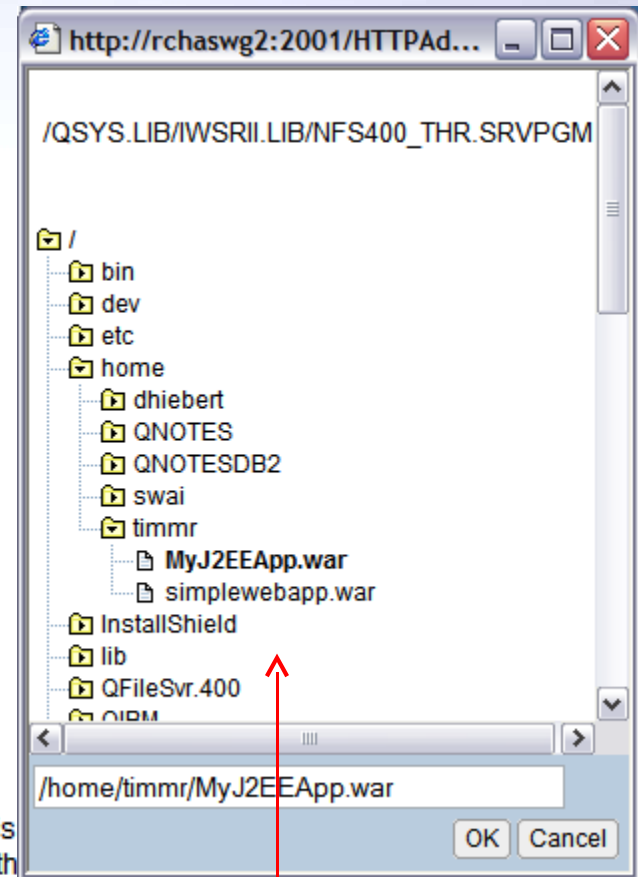 http://rchaswg2:2001/HTTPAd...
/QSYS.LIB/IWSRII.LIB/NFS400_THR.SRVPGM
/
bin
dev
etc
home
dhiebert
QNOTES
QNOTESDB2
swai
timmr
MyJ2EEApp.war
simplewebapp.war
InstallShield
lib
QFileSvr.400
QIBM
/home/timmr/MyJ2EEApp.war
OK Cancel